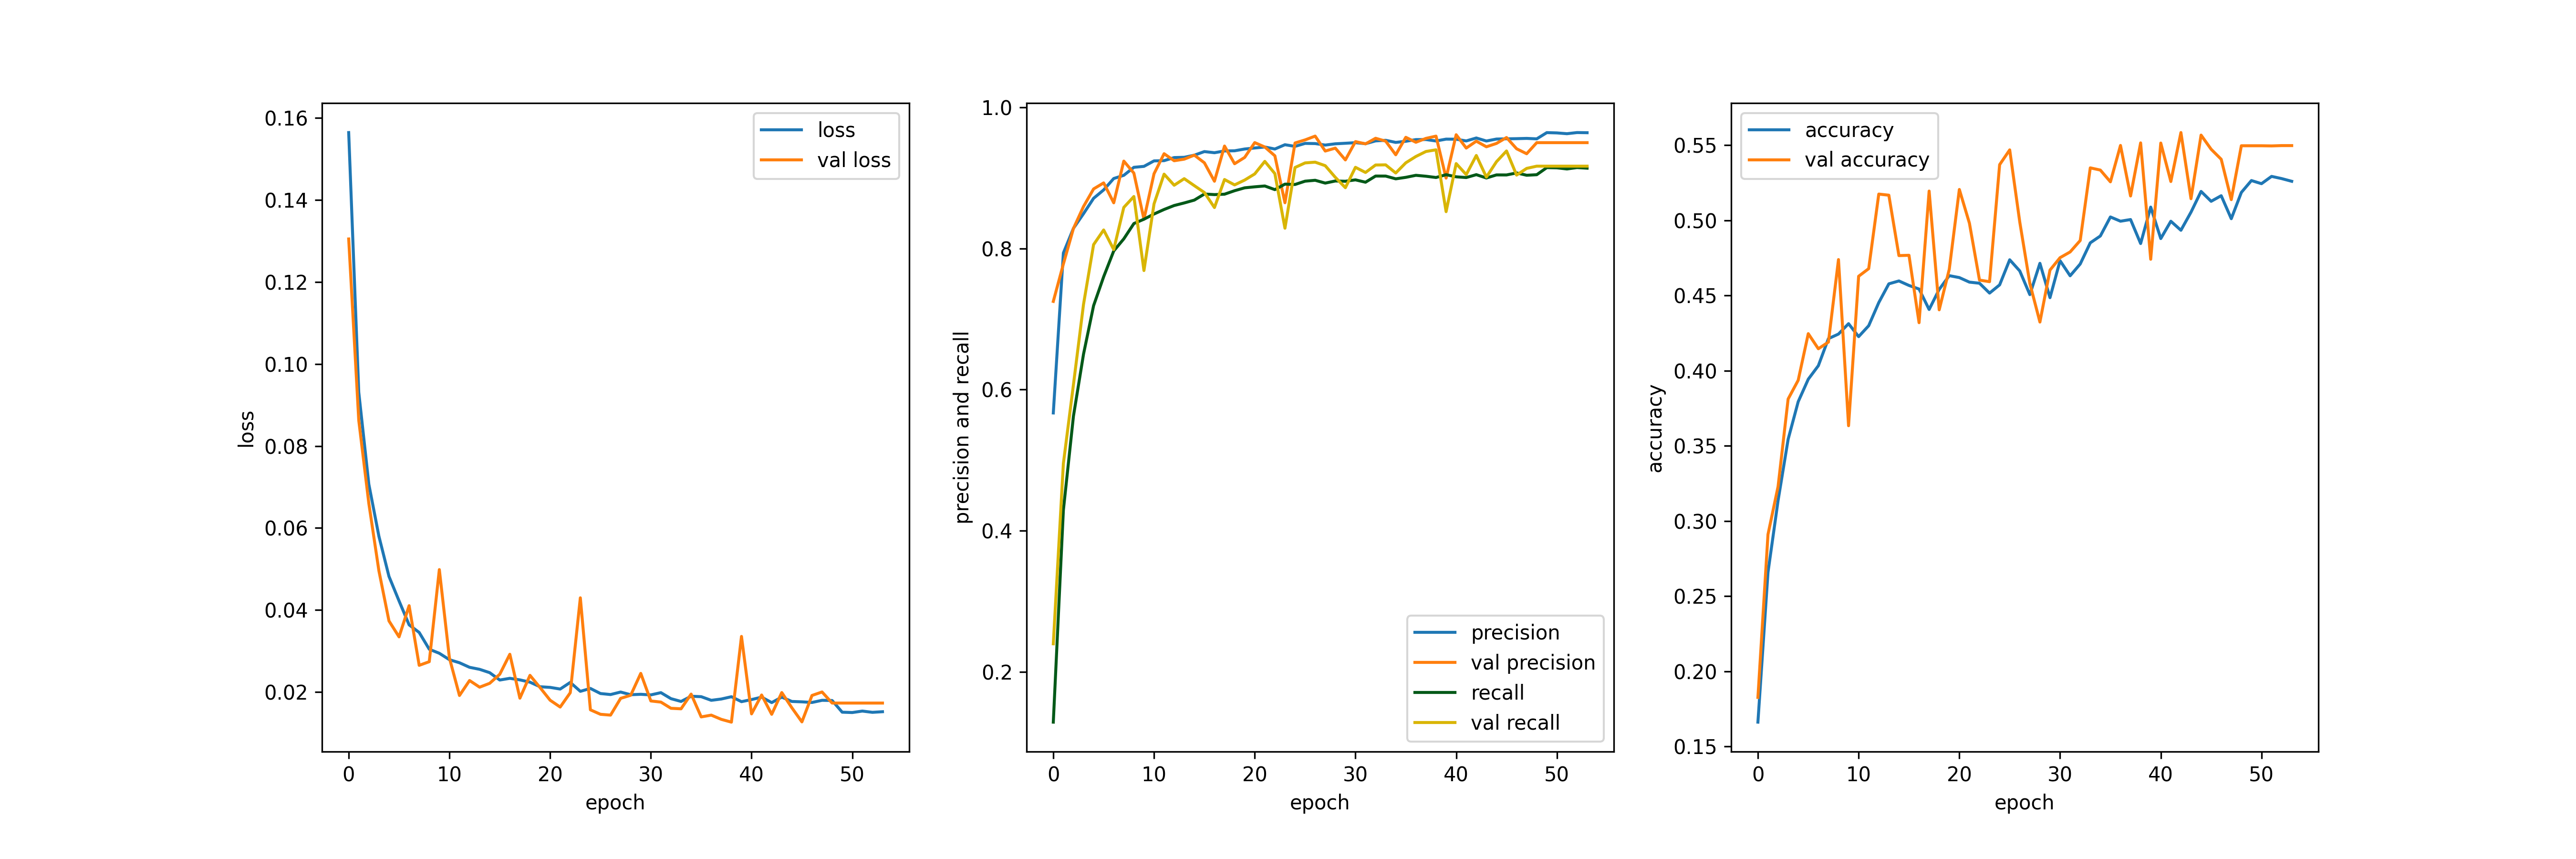 0.16
0.14
0.12
0.10
0.08
0.06
0.04
0.02
loss
0 10 20 30 40 50
epoch
loss
val loss
1.0
0.8
0.6
0.4
0.2
precision and recall
0 10 20 30 40 50
epoch
precision
val precision
recall
val recall
0.55
0.50
0.45
0.40
0.35
0.30
0.25
0.20
0.15
accuracy
0 10 20 30 40 50
epoch
accuracy
val accuracy